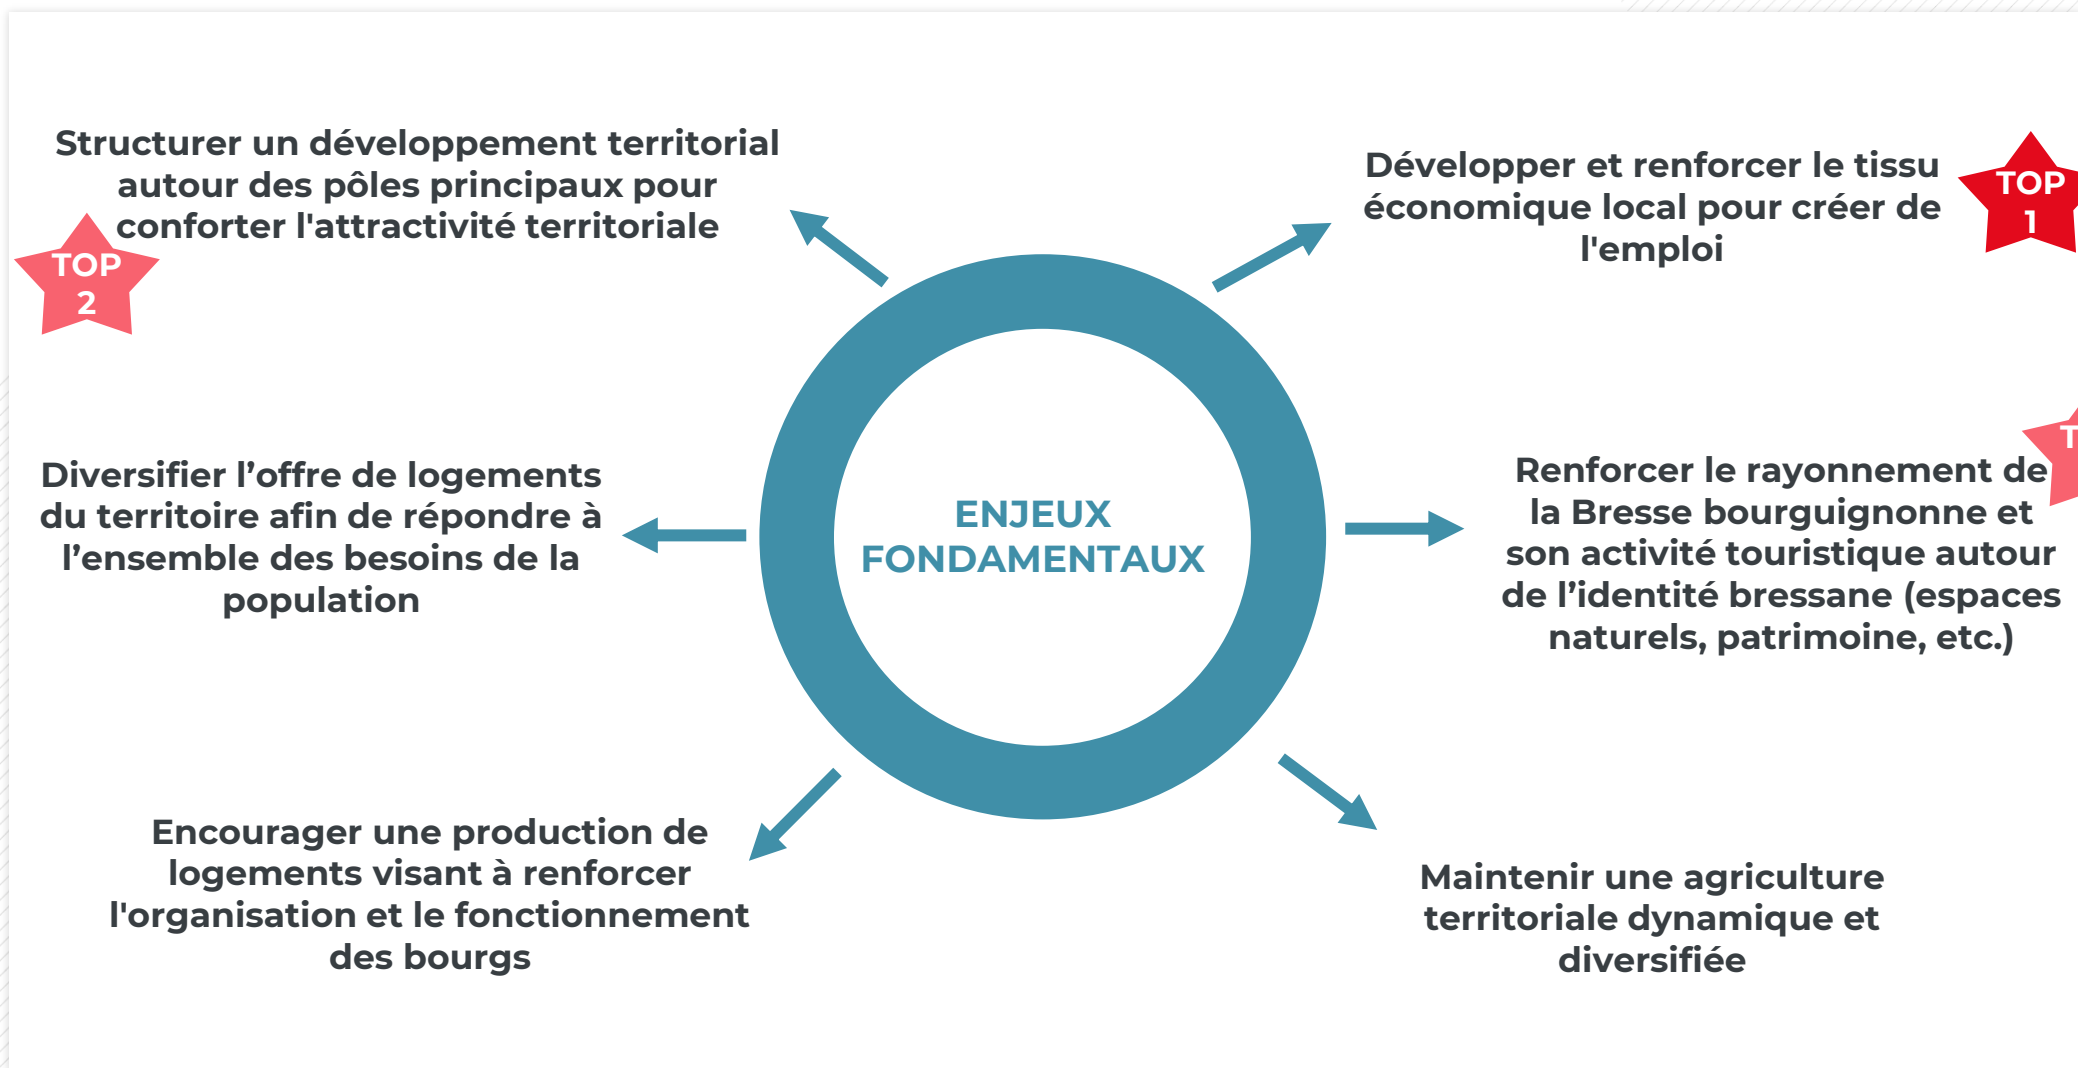 Structurer un développement territorial
autour des pôles principaux pour
conforter l'attractivité territoriale
TOP
2
Développer et renforcer le tissu
économique local pour créer de
l'emploi
TOP
1
Diversifier l’offre de logements
du territoire afin de répondre à
l’ensemble des besoins de la
population
ENJEUX
FONDAMENTAUX
Renforcer le rayonnement de
la Bresse bourguignonne et
son activité touristique autour
de l’identité bressane (espaces
naturels, patrimoine, etc.)
Encourager une production de
logements visant à renforcer
l'organisation et le fonctionnement
des bourgs
Maintenir une agriculture
territoriale dynamique et
diversifiée